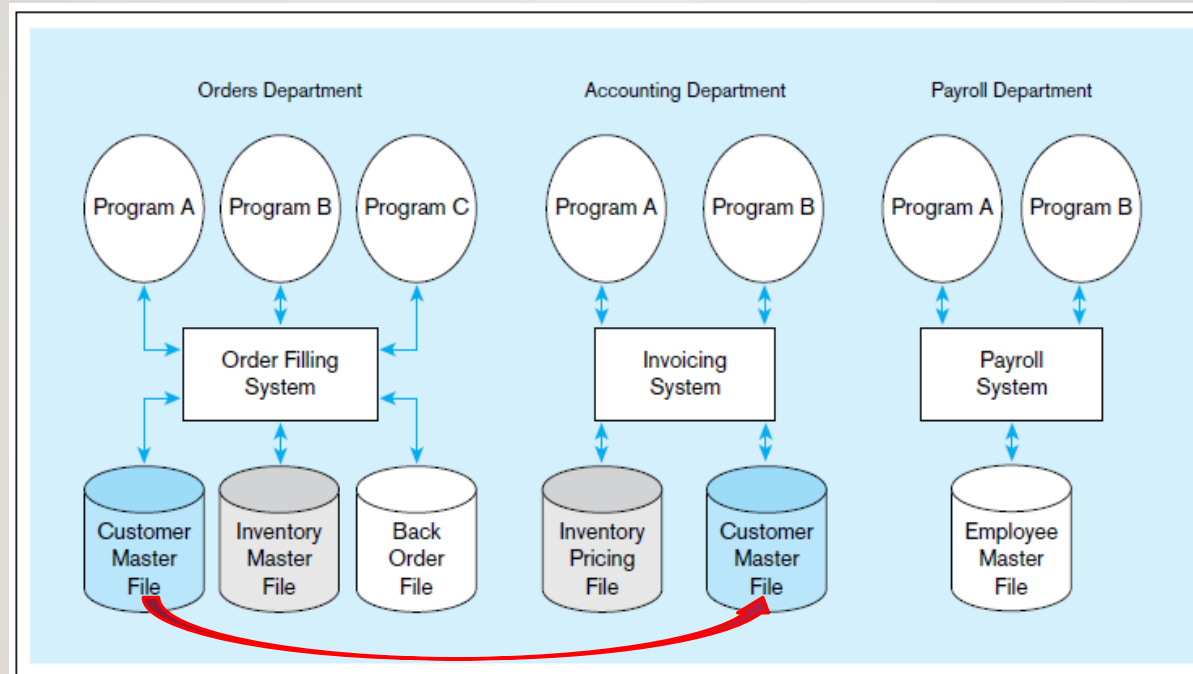 Orders Department
Accounting Department
Payroll Department
Program A
Program B
Program C
Program A
Program B
Program A
Program B
Order Filling
System
Invoicing
System
Payroll
System
Customer
Master
File
Inventory
Master
File
Back
Order
File
Inventory
Pricing
File
Customer
Master
File
Employee
Master
File